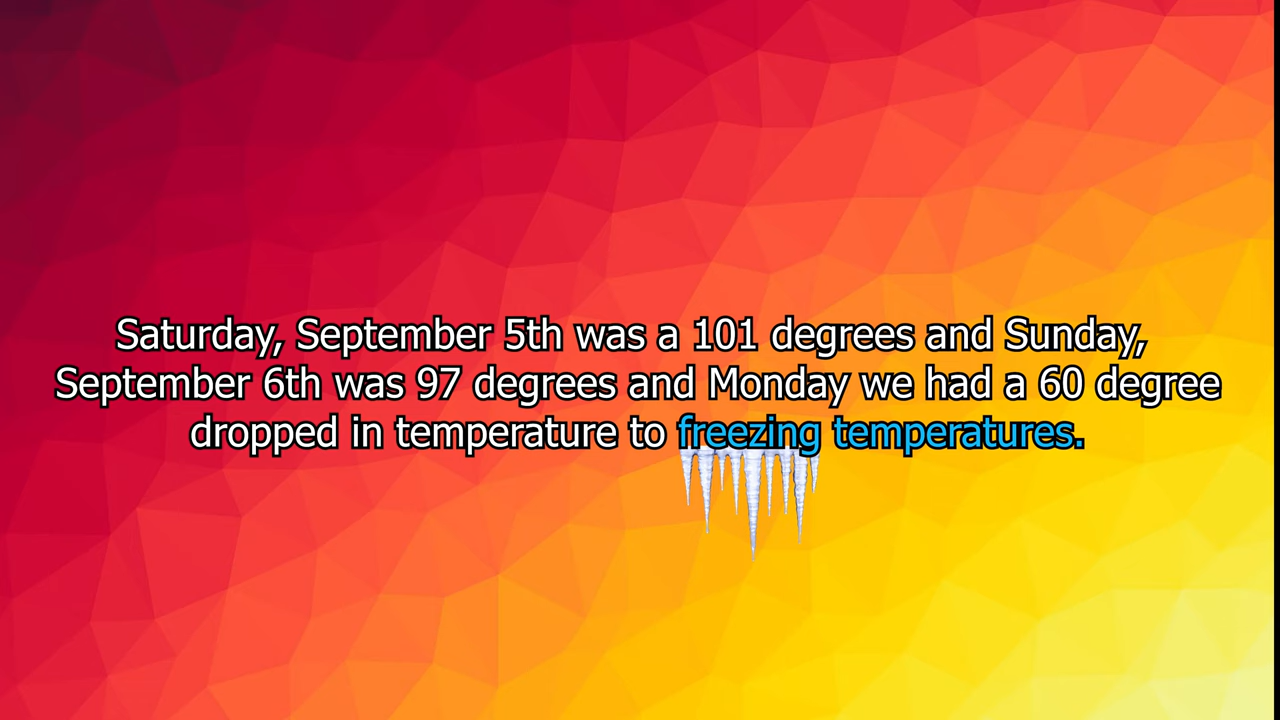 Saturday, September 5th was a 101 degrees and Sunday,
September 6th was 97 degrees and Monday we had a 60 degree
dropped in temperature to freezing temperatures.